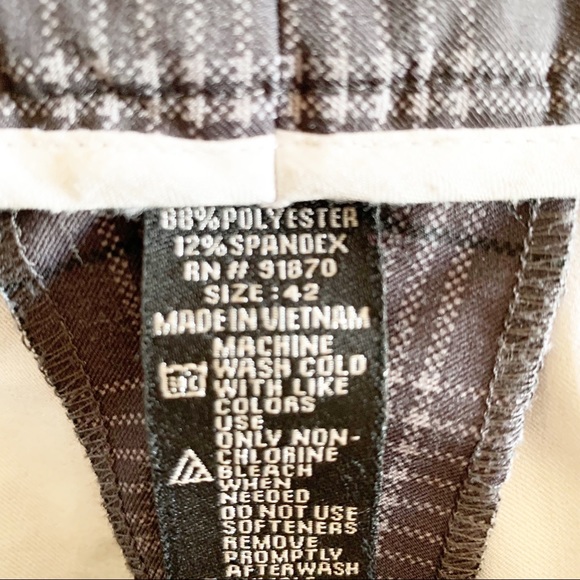 88% POLYESTER
12% SPANDEX
RN # 91870
SIZE : 42
MADE IN VIETNAM
MACHINE
WASH COLD
WITH LIKE
COLORS
USE
ONLY NON-
CHLORINE
BLEACH
WHEN
NEEDED
DO NOT USE
SOFTENERS
REMOVE
PROMPTLY
AFTER WASH